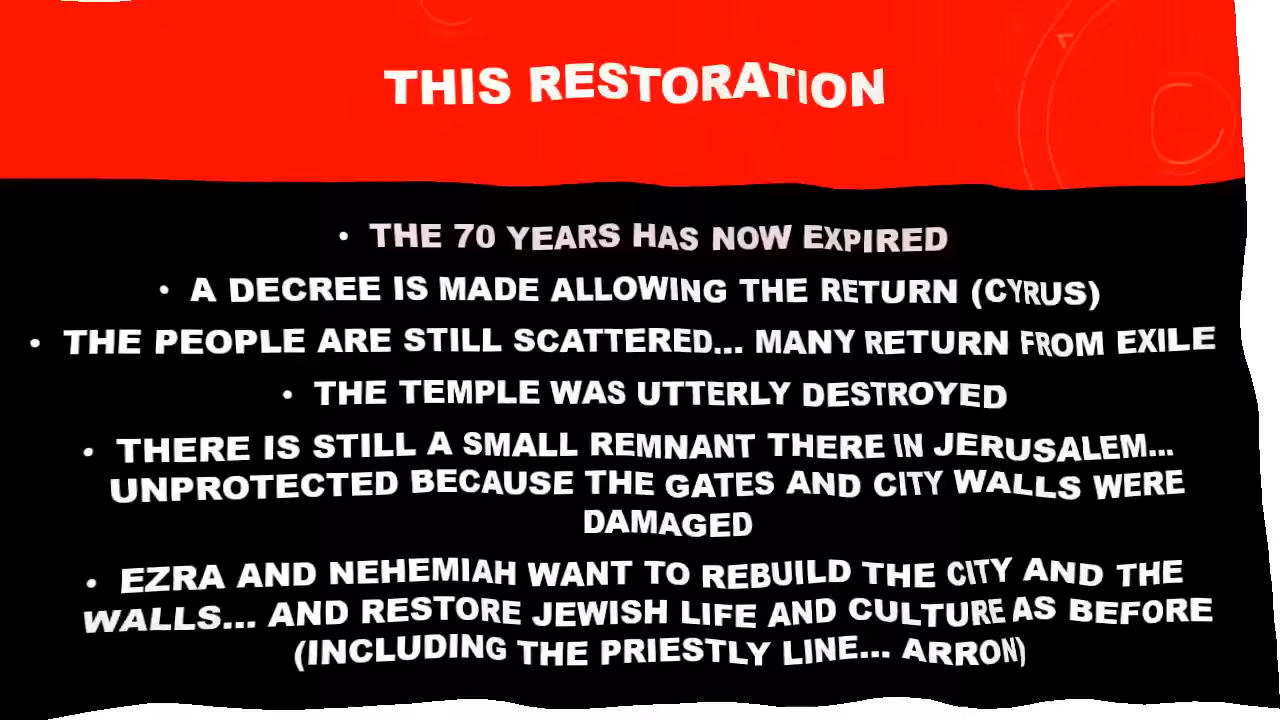 THIS RESTORATION
• THE 70 YEARS HAS NOW EXPIRED
• A DECREE IS MADE ALLOWING THE RETURN (CYRUS)
• THE PEOPLE ARE STILL SCATTERED... MANY RETURN FROM EXILE
• THE TEMPLE WAS UTTERLY DESTROYED
• THERE IS STILL A SMALL REMNANT THERE IN JERUSALEM...
UNPROTECTED BECAUSE THE GATES AND CITY WALLS WERE
DAMAGED
• EZRA AND NEHEMIAH WANT TO REBUILD THE CITY AND THE
WALLS... AND RESTORE JEWISH LIFE AND CULTURE AS BEFORE
(INCLUDING THE PRIESTLY LINE... ARRON)